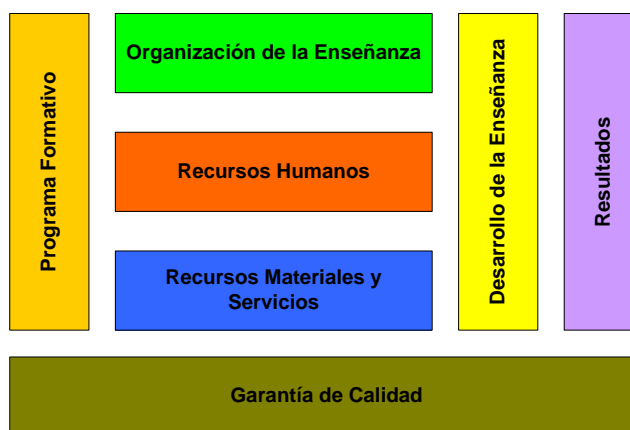 Programa Formativo
Organización de la Enseñanza
Recursos Humanos
Recursos Materiales y
Servicios
Desarrollo de la Enseñanza
Resultados
Garantía de Calidad